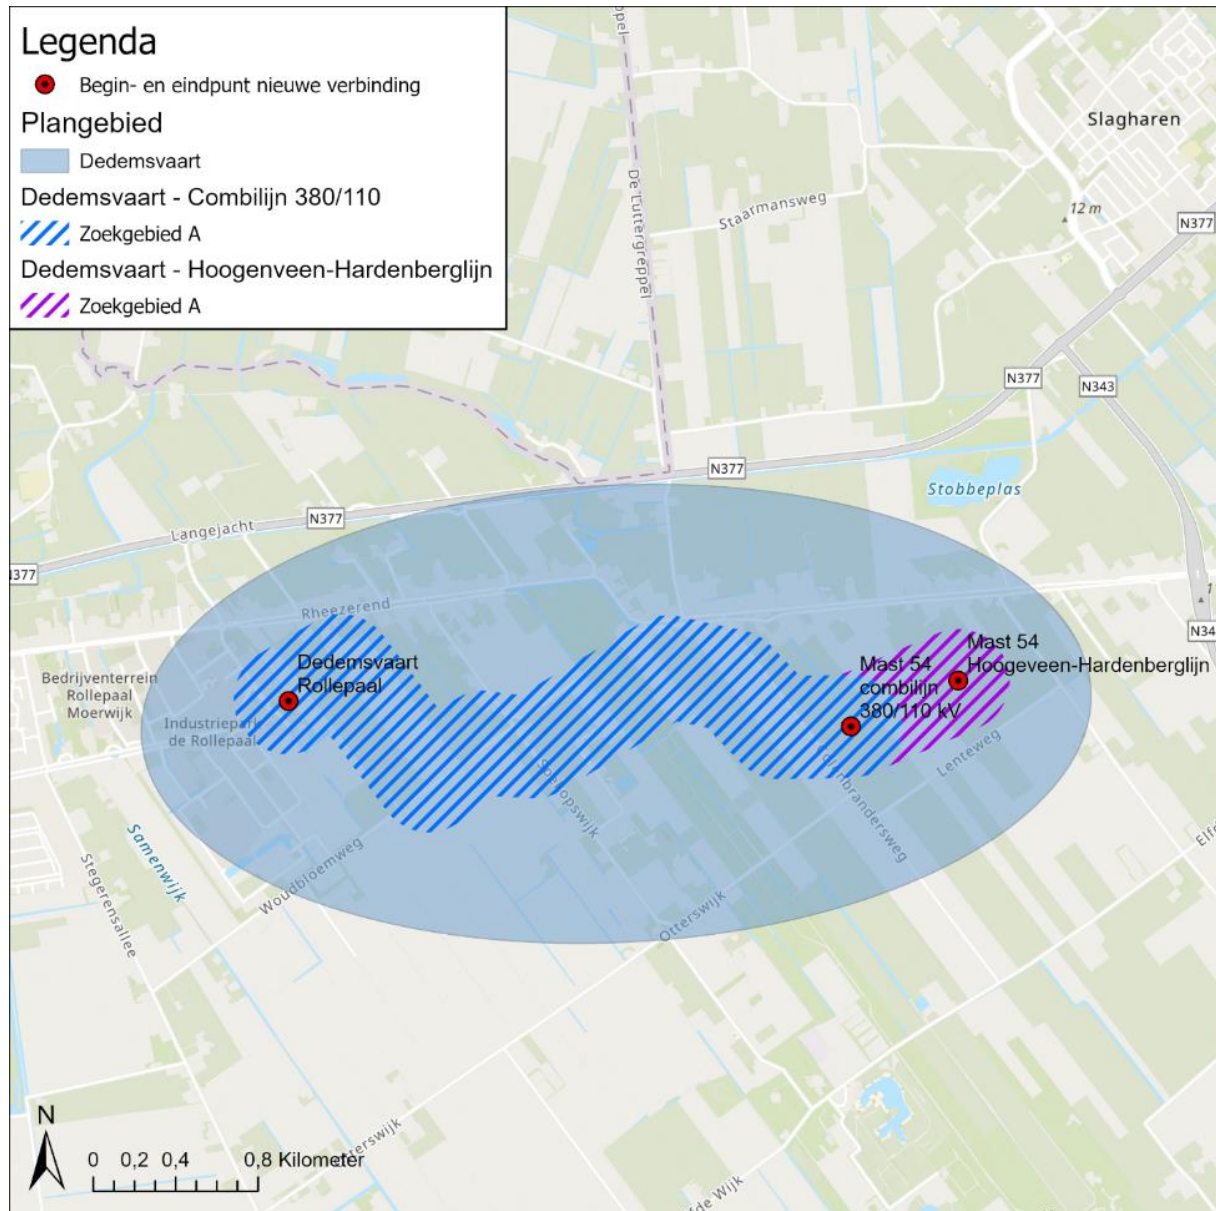 Legenda
Begin- en eindpunt nieuwe verbinding
Plangebied
Dedemsvaart
Dedemsvaart - Combilijn 380/110
Zoekgebied A
Dedemsvaart - Hoogenveen-Hardenberglijn
Zoekgebied A
De Luttergreppel
Slagharen
12 m
Staarmansweg
N377
N377
N343
N377
Stobbeplas
N377
Langejacht
Rheezerend
Dedemsvaart
Rollepaal
Mast 54
Hoogeveen-Hardenberglijn
Mast 54
combilijn
380/110 kV
Bedrijventerrein
Rollepaal
Moerwijk
Industriepark
de Rollepaal
Lenteweg
Samenwijk
Stegerensallee
Woudbloemweg
Otterswijk
Otterswijk
N
0 0,2 0,4 0,8 Kilometer